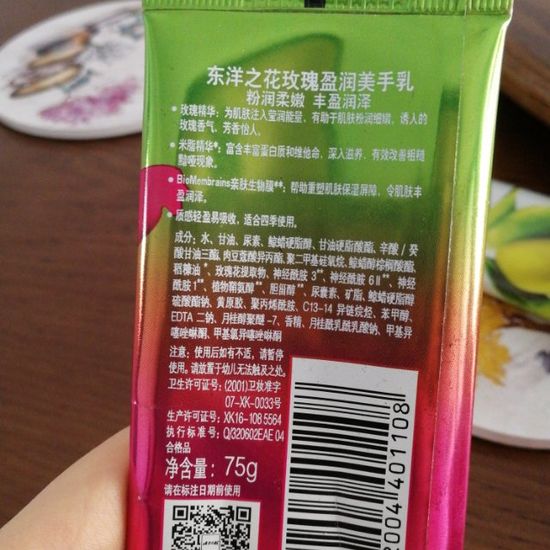 东洋之花玫瑰盈润美手乳
粉润柔嫩 丰盈润泽
• 玫瑰精华：为肌肤注入莹润能量，有助于肌肤粉润细嫩，诱人的
玫瑰香气，芳香怡人。
• 米脂精华*：富含丰富蛋白质和维他命，深入滋养，有效改善粗糙
黯哑现象。
• BioMembrains亲肤生物膜**：帮助重塑肌肤保湿屏障，令肌肤丰
盈润泽。
• 质感轻盈易吸收，适合四季使用。
成分：水、甘油、尿素、鲸蜡硬脂醇、甘油硬脂酸酯、辛酸/癸
酸甘油三酯、肉豆蔻酸异丙酯、聚二甲基硅氧烷、鲸蜡醇棕榈酸酯、
稻糠油*、玫瑰花提取物、神经酰胺 3**、神经酰胺 6 II**、神经
酰胺 1**、植物鞘氨醇**、胆甾醇**、尿囊素、矿脂、鲸蜡硬脂醇
硫酸酯钠、黄原胶、聚丙烯酰胺、C13-14 异链烷烃、苯甲醇、
EDTA 二钠、月桂醇聚醚-7、香精、月桂酰乳酰乳酸钠、甲基异
噻唑啉酮、甲基氯异噻唑啉酮
注意：使用后如有不适，请暂停
使用。请放置于幼儿无法触及之处。
卫生许可证号：(2001)卫妆准字
07-XK-0033号
生产许可证号：XK16-108 5564
执行标准号：Q/320602EAE 04
合格品
净含量：75g
请在标注日期前使用
2004 401108